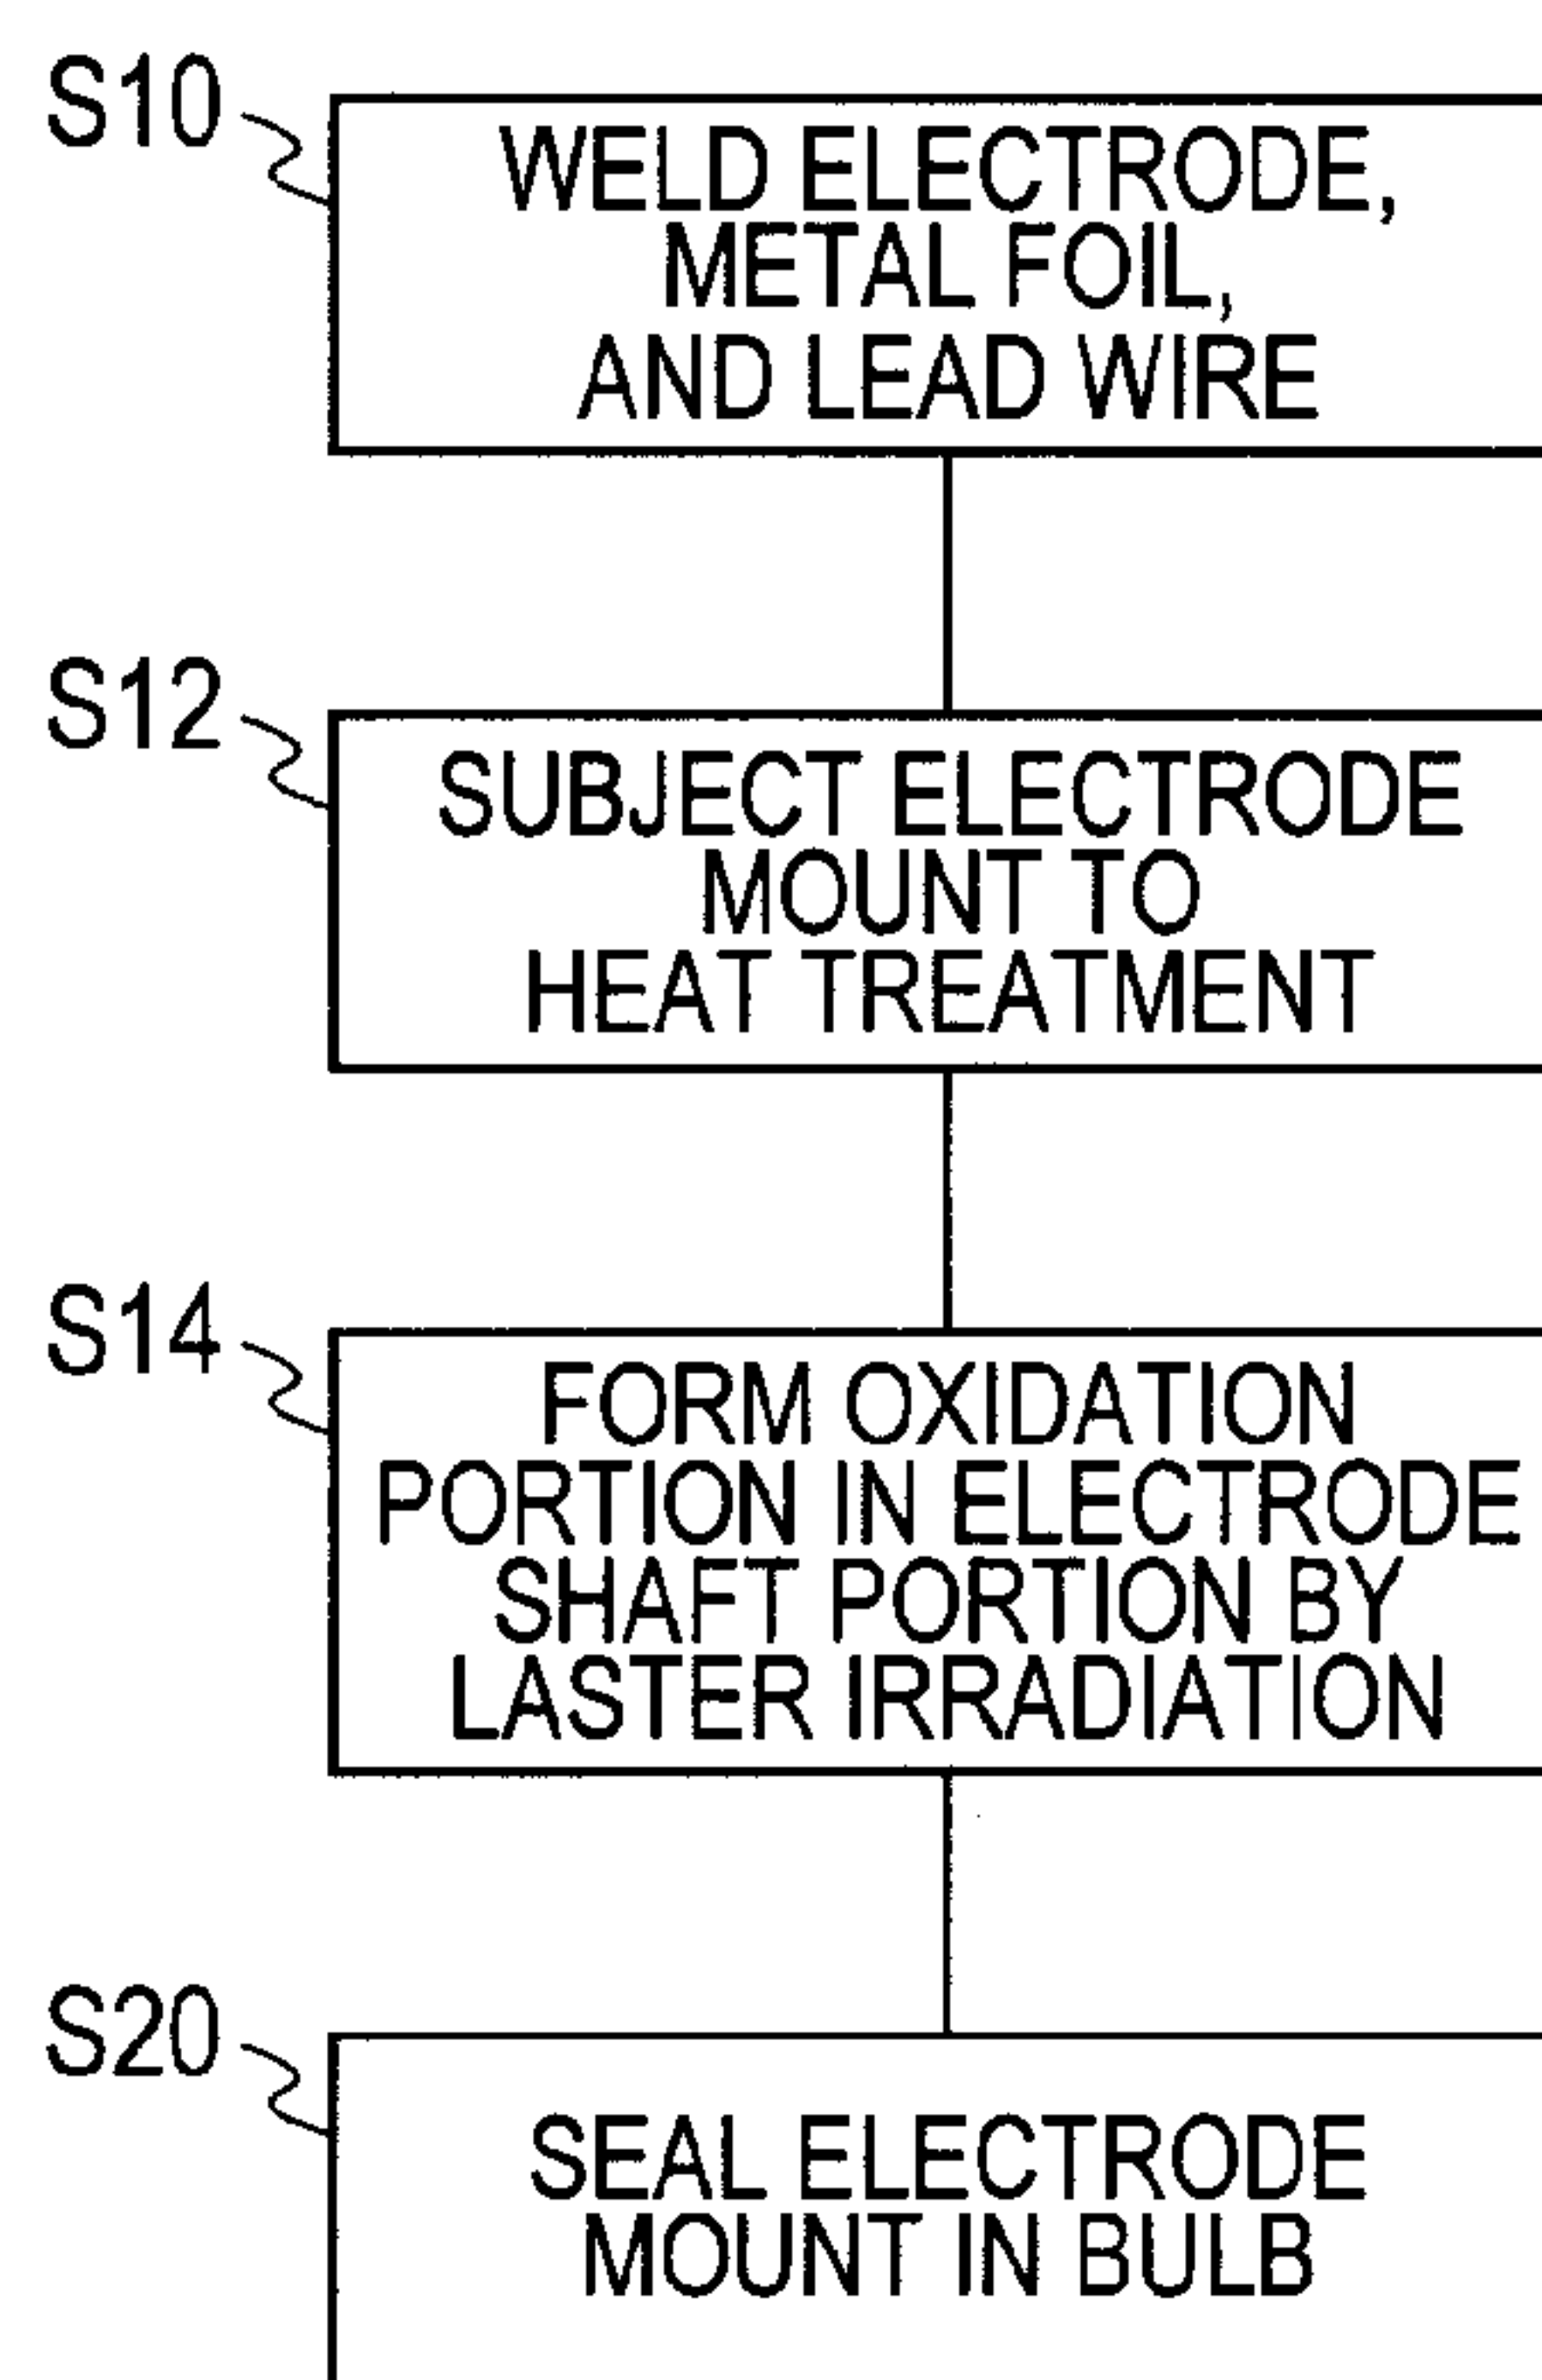 S10
WELD ELECTRODE,
METAL FOIL,
AND LEAD WIRE
S12
SUBJECT ELECTRODE
MOUNT TO
HEAT TREATMENT
S14
FORM OXIDATION
PORTION IN ELECTRODE
SHAFT PORTION BY
LASTER IRRADIATION
S20
SEAL ELECTRODE
MOUNT IN BULB